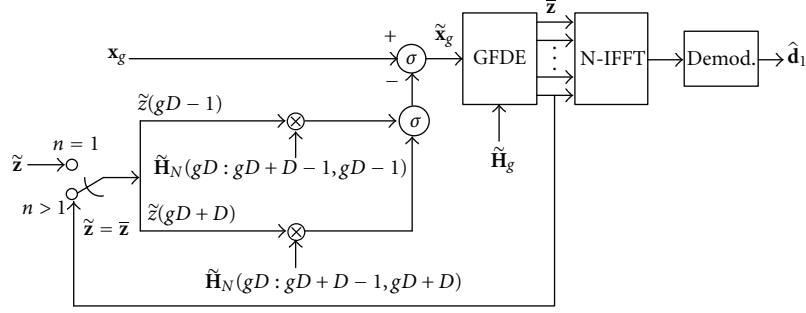 z̄
+
x̃_g
x_g
σ
GFDE
⋮
N-IFFT
Demod.
d̂_1
−
z̃(gD − 1)
σ
n = 1
H̃_g
z̃
H̃_N(gD : gD + D − 1, gD − 1)
n > 1
z̃(gD + D)
z̃ = z̄
H̃_N(gD : gD + D − 1, gD + D)